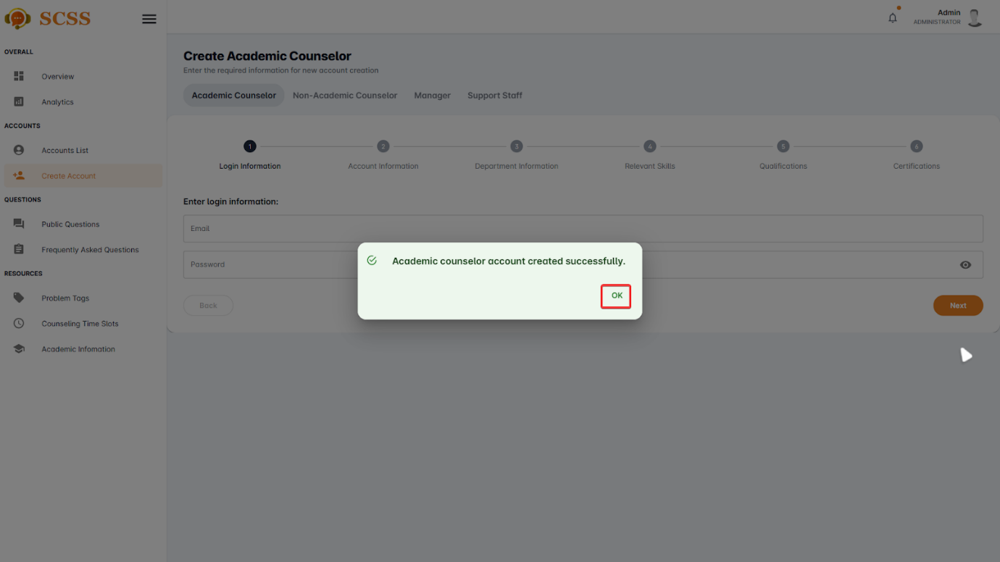 SCSS
Admin
ADMINISTRATOR
OVERALL
Overview
Analytics
ACCOUNTS
Accounts List
Create Account
QUESTIONS
Public Questions
Frequently Asked Questions
RESOURCES
Problem Tags
Counseling Time Slots
Academic Infomation
Create Academic Counselor
Enter the required information for new account creation
Academic Counselor Non-Academic Counselor Manager Support Staff
1 2 3 4 5 6
Login Information Account Information Department Information Relevant Skills Qualifications Certifications
Enter login information:
Email
Password
Back Next
Academic counselor account created successfully.
OK